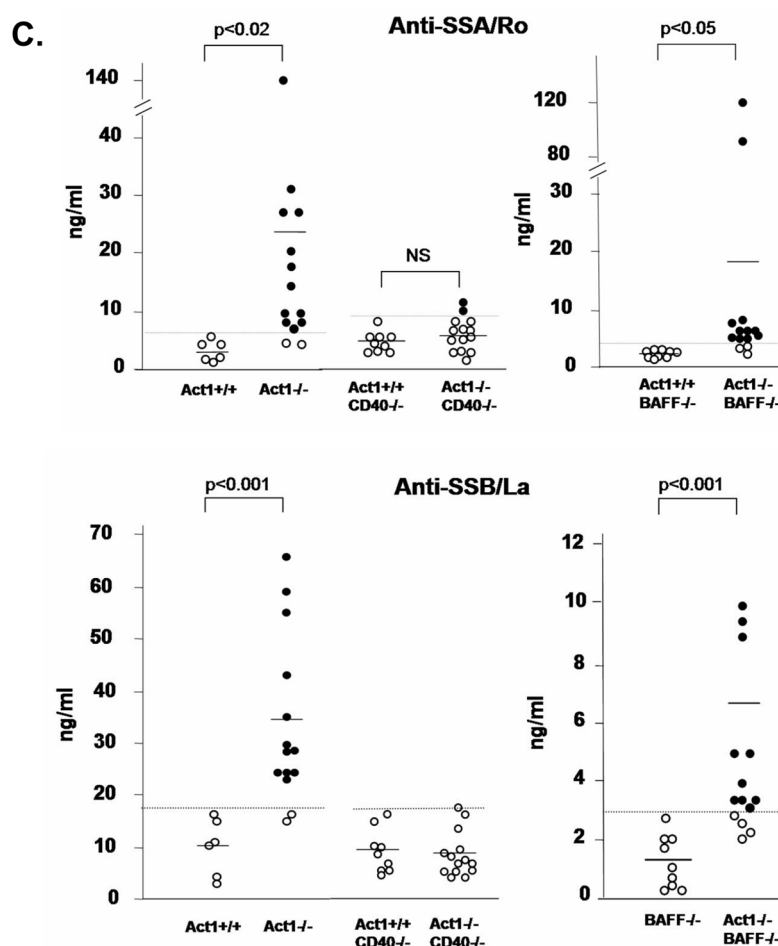 C.
Anti-SSA/Ro
p<0.02
140
40
30
20
10
0
ng/ml
NS
Act1+/+
Act1-/-
Act1+/+
CD40-/-
Act1-/-
CD40-/-
p<0.05
120
80
40
30
20
10
0
ng/ml
Act1+/+
BAFF-/-
Act1-/-
BAFF-/-
Anti-SSB/La
p<0.001
70
60
50
40
30
20
10
0
ng/ml
Act1+/+
Act1-/-
Act1+/+
CD40-/-
Act1-/-
CD40-/-
p<0.001
12
10
8
6
4
2
0
ng/ml
BAFF-/-
Act1-/-
BAFF-/-